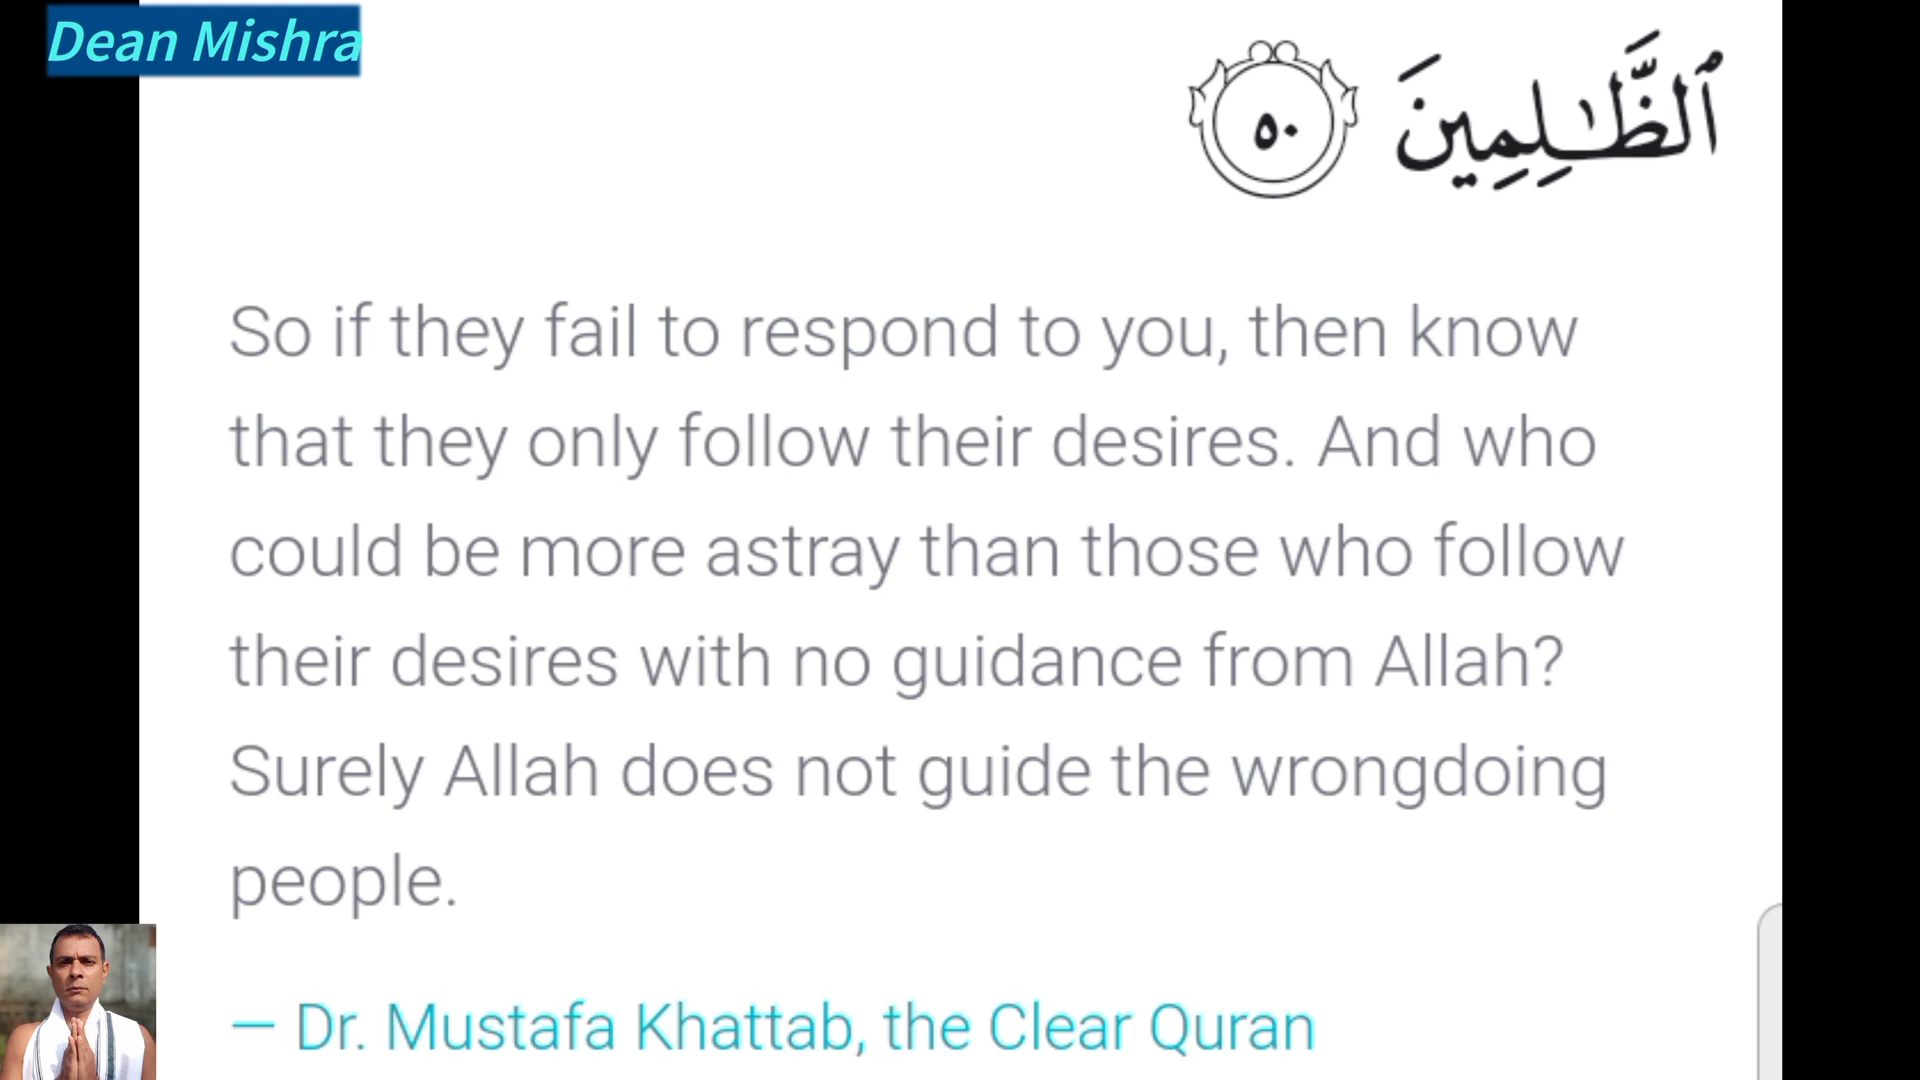 Dean Mishra
ٱلظَّـٰلِمِينَ ٥٠
So if they fail to respond to you, then know
that they only follow their desires. And who
could be more astray than those who follow
their desires with no guidance from Allah?
Surely Allah does not guide the wrongdoing
people.
— Dr. Mustafa Khattab, the Clear Quran